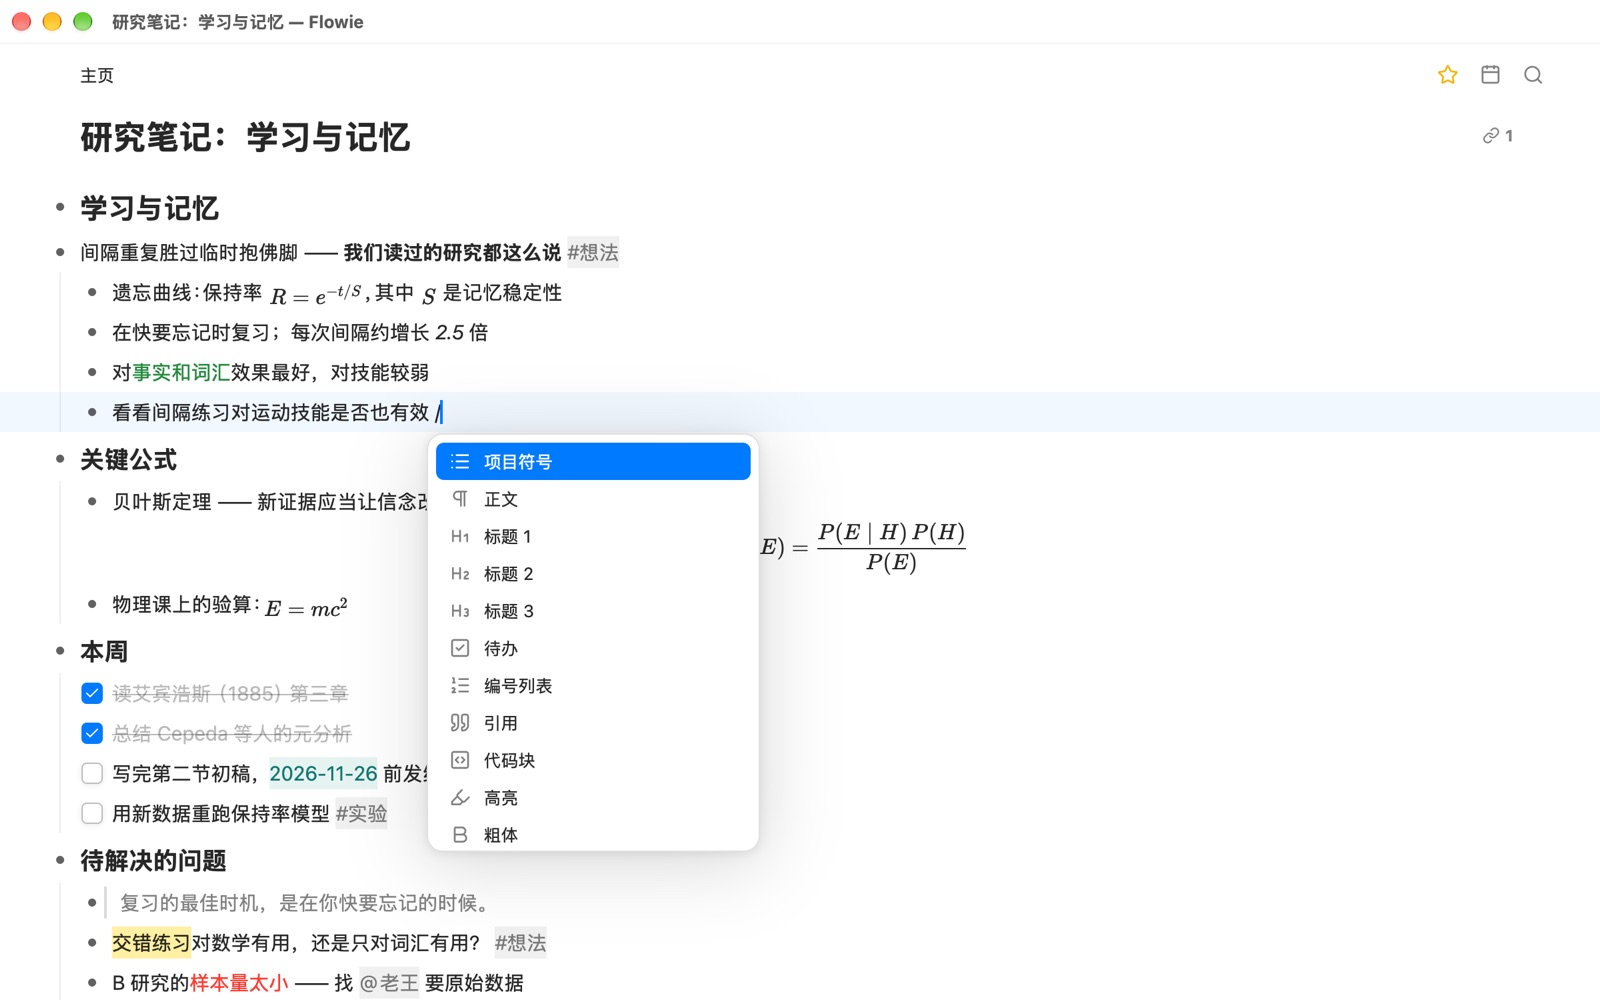 研究笔记：学习与记忆 — Flowie
主页
研究笔记：学习与记忆
1
学习与记忆
间隔重复胜过临时抱佛脚 —— 我们读过的研究都这么说 #想法
遗忘曲线：保持率 R = e^{-t/S}，其中 S 是记忆稳定性
在快要忘记时复习；每次间隔约增长 2.5 倍
对事实和词汇效果最好，对技能较弱
看看间隔练习对运动技能是否也有效 /
关键公式
贝叶斯定理 —— 新证据应当让信念
E) = P(E | H) P(H) / P(E)
物理课上的验算：E = mc²
本周
读艾宾浩斯（1885）第三章
总结 Cepeda 等人的元分析
写完第二节初稿，2026-11-26 前发
用新数据重跑保持率模型 #实验
待解决的问题
复习的最佳时机，是在你快要忘记的时候。
交错练习对数学有用，还是只对词汇有用？ #想法
B 研究的样本量太小 —— 找 @老王 要原始数据
项目符号
正文
H1 标题 1
H2 标题 2
H3 标题 3
待办
编号列表
引用
代码块
高亮
B 粗体